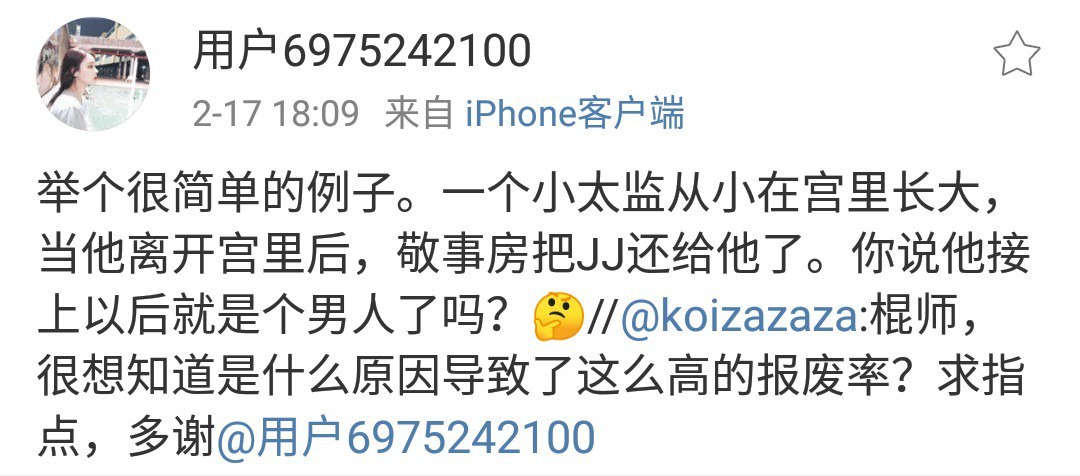 用户6975242100
2-17 18:09 来自 iPhone客户端
举个很简单的例子。一个小太监从小在宫里长大，
当他离开宫里后，敬事房把JJ还给他了。你说他接
上以后就是个男人了吗？🤔//@koizazaza:棍师，
很想知道是什么原因导致了这么高的报废率？求指
点，多谢@用户6975242100